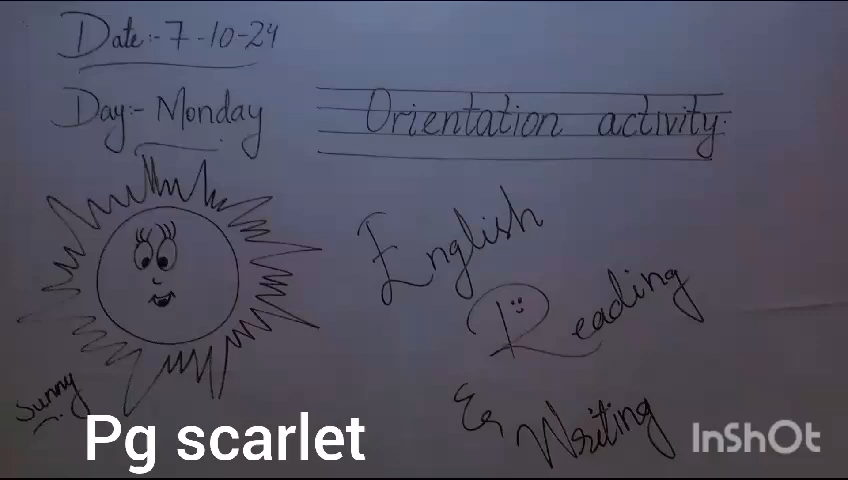 Date:- 7-10-24
Day:- Monday
Orientation activity.
English
Reading
& Writing
Sunny
Pg scarlet
InShOt